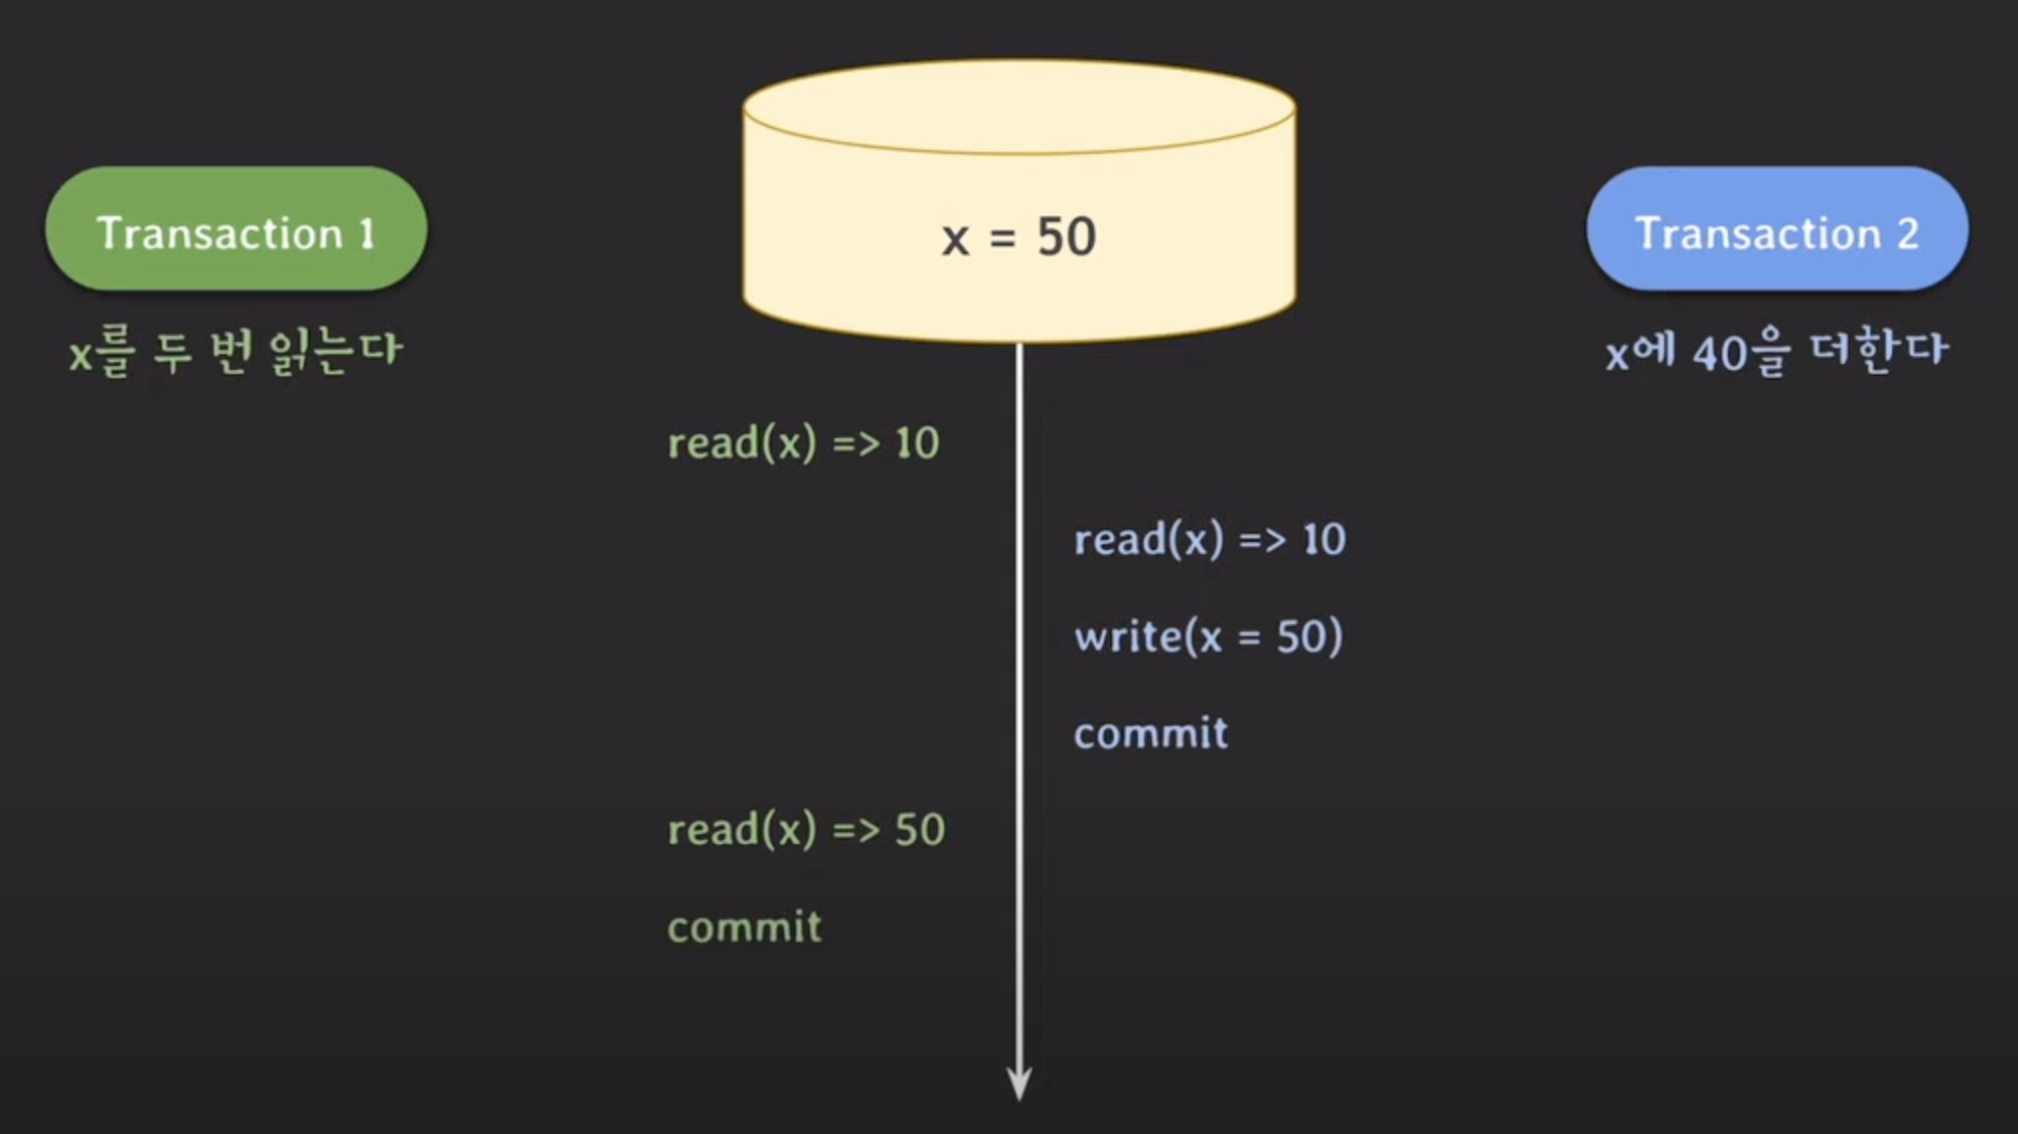 x = 50
Transaction 1
x를 두 번 읽는다
Transaction 2
x에 40을 더한다
read(x) => 10
read(x) => 10
write(x = 50)
commit
read(x) => 50
commit